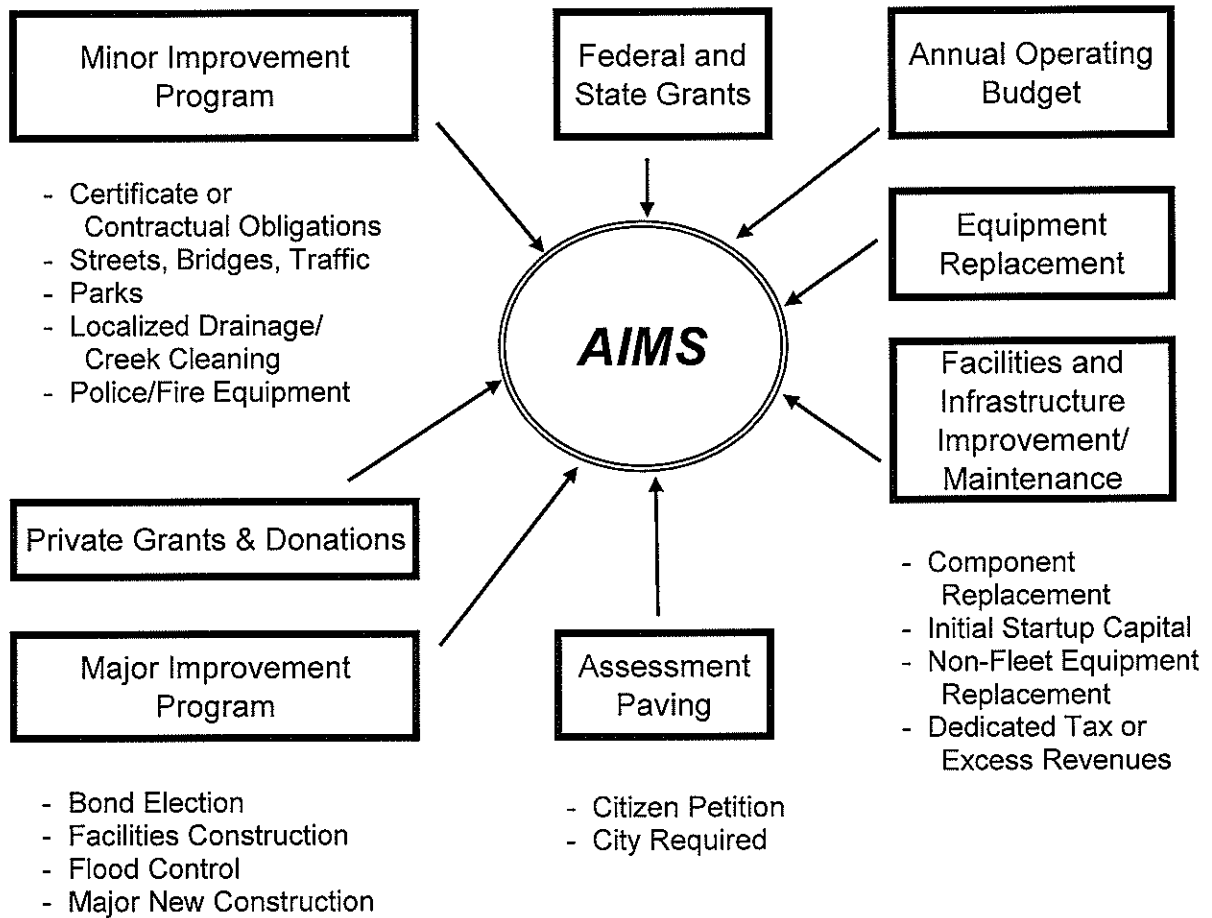 Minor Improvement
Program
- Certificate or
Contractual Obligations
- Streets, Bridges, Traffic
- Parks
- Localized Drainage/
Creek Cleaning
- Police/Fire Equipment
Federal and
State Grants
Annual Operating
Budget
Equipment
Replacement
AIMS
Facilities and
Infrastructure
Improvement/
Maintenance
- Component
Replacement
- Initial Startup Capital
- Non-Fleet Equipment
Replacement
- Dedicated Tax or
Excess Revenues
Private Grants & Donations
Major Improvement
Program
- Bond Election
- Facilities Construction
- Flood Control
- Major New Construction
Assessment
Paving
- Citizen Petition
- City Required